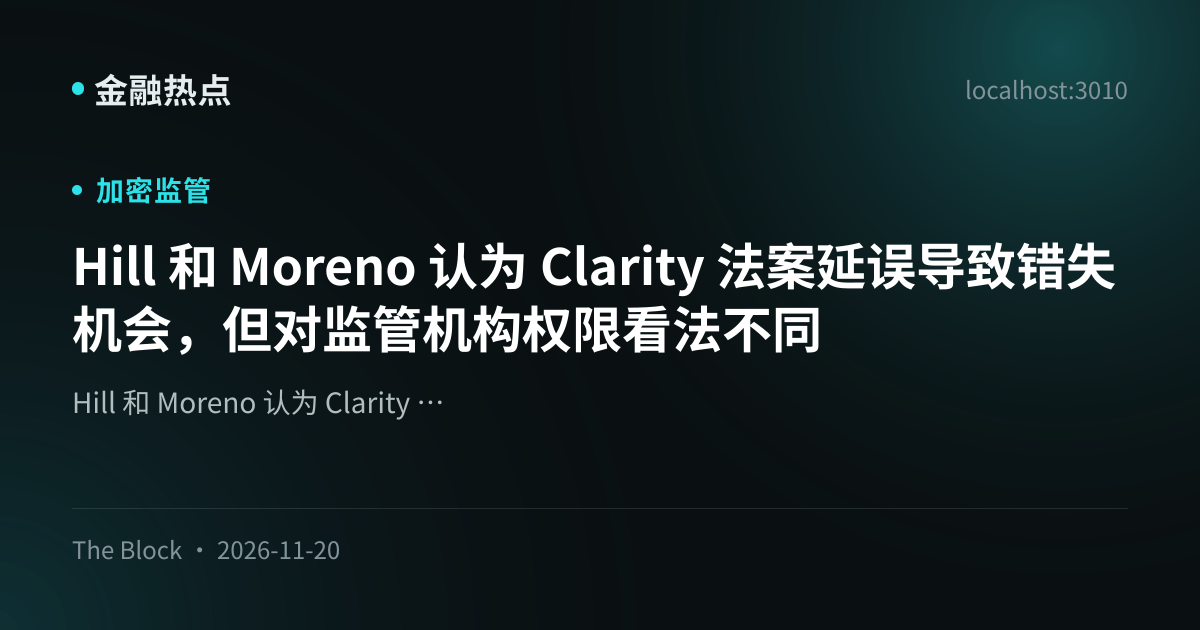 金融热点
localhost:3010
加密监管
Hill 和 Moreno 认为 Clarity 法案延误导致错失
机会，但对监管机构权限看法不同
Hill 和 Moreno 认为 Clarity …
The Block • 2026-11-20